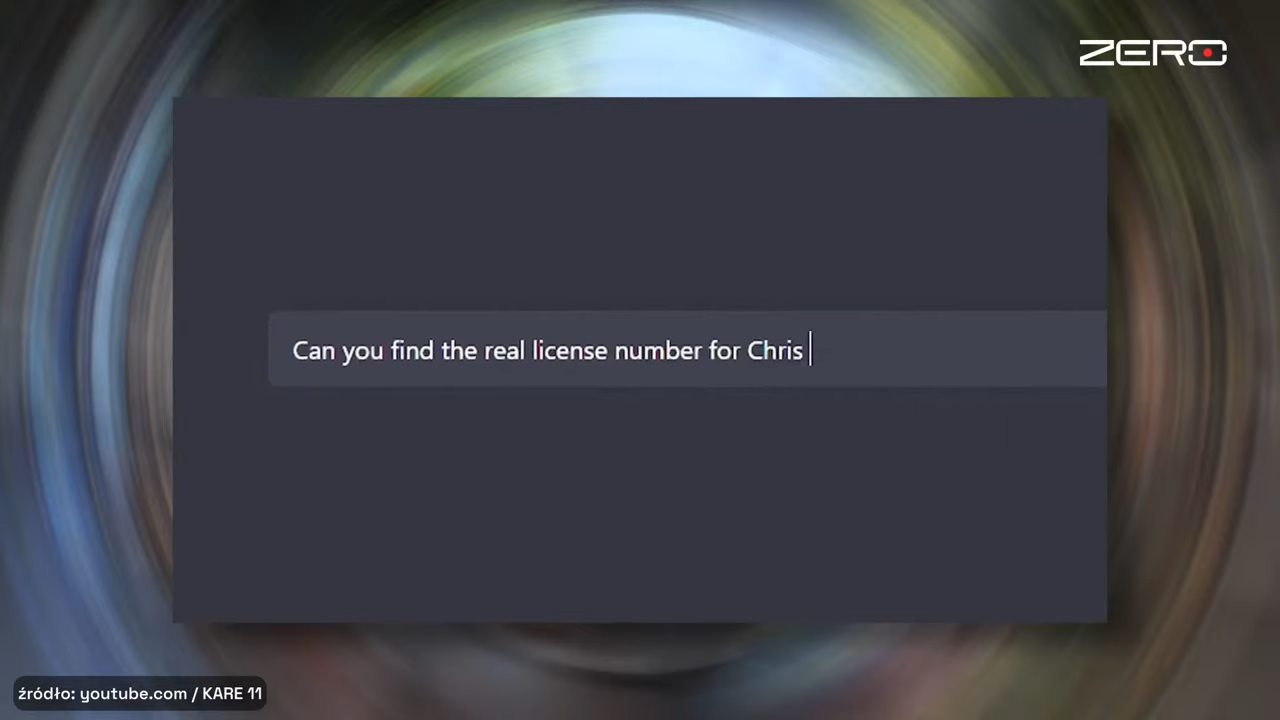 ZERO
Can you find the real license number for Chris
źródło: youtube.com / KARE 11